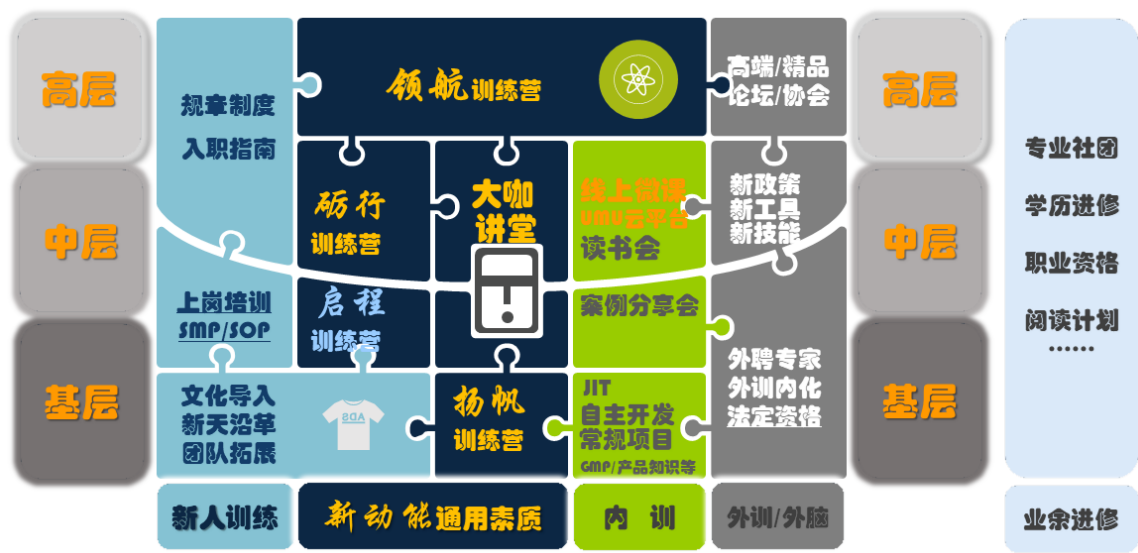 高层
中层
基层
规章制度
入职指南
上岗培训
SMP/SOP
文化导入
新天沿革
团队拓展
领航训练营
砺行
训练营
大咖
讲堂
启程
训练营
扬帆
训练营
线上微课
UMU云平台
读书会
案例分享会
JIT
自主开发
常规项目
GMP/产品知识等
高端/精品
论坛/协会
新政策
新工具
新技能
外聘专家
外训内化
法定资格
高层
中层
基层
专业社团
学历进修
职业资格
阅读计划
······
新人训练
新动能通用素质
内 训
外训/外脑
业余进修